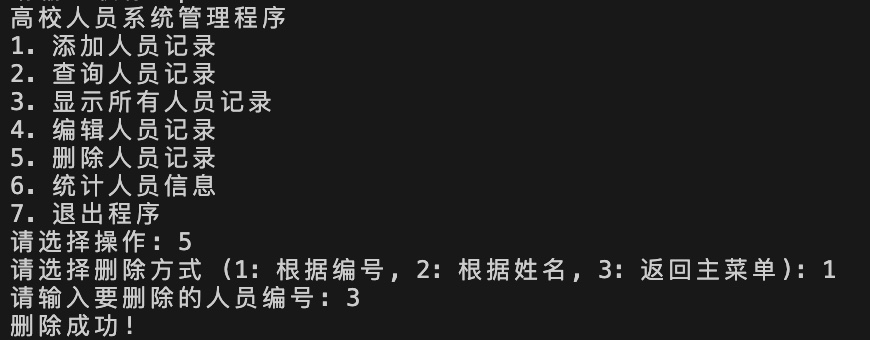 高校人员系统管理程序
1. 添加人员记录
2. 查询人员记录
3. 显示所有人员记录
4. 编辑人员记录
5. 删除人员记录
6. 统计人员信息
7. 退出程序
请选择操作: 5
请选择删除方式 (1: 根据编号, 2: 根据姓名, 3: 返回主菜单): 1
请输入要删除的人员编号: 3
删除成功!